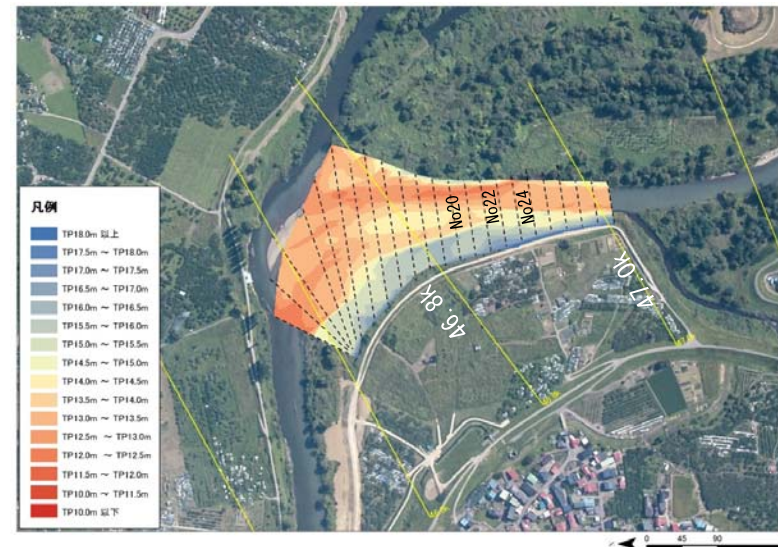 凡例
TP18.0m 以上
TP17.5m ～ TP18.0m
TP17.0m ～ TP17.5m
TP16.5m ～ TP17.0m
TP16.0m ～ TP16.5m
TP15.5m ～ TP16.0m
TP15.0m ～ TP15.5m
TP14.5m ～ TP15.0m
TP14.0m ～ TP14.5m
TP13.5m ～ TP14.0m
TP13.0m ～ TP13.5m
TP12.5m ～ TP13.0m
TP12.0m ～ TP12.5m
TP11.5m ～ TP12.0m
TP10.0m ～ TP11.5m
TP10.0m 以下
No20
No22
No24
46.8k
47.0k
0 45 90